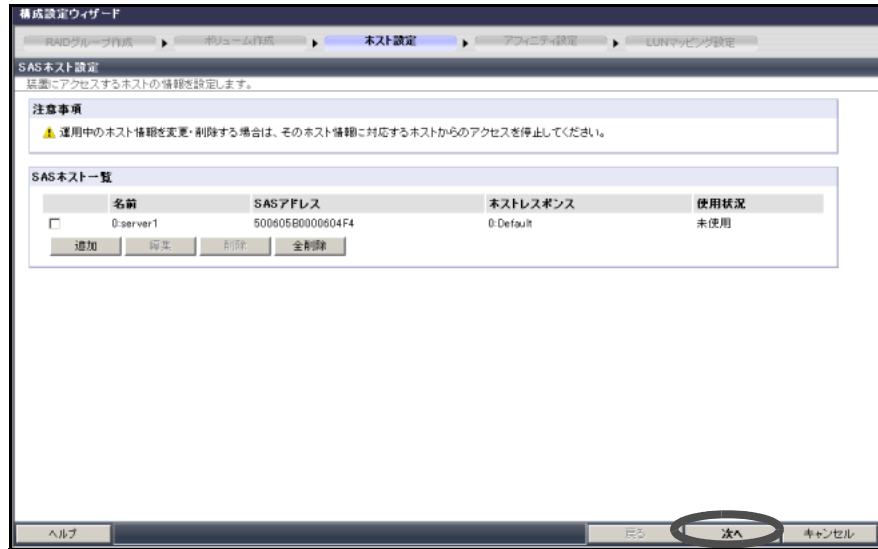 構成設定ウィザード
RAIDグループ作成 ボリューム作成 ホスト設定 アフィニティ設定 LUNマッピング設定
SASホスト設定
装置にアクセスするホストの情報を設定します。
注意事項
運用中のホスト情報を変更・削除する場合は、そのホスト情報に対応するホストからのアクセスを停止してください。
SASホスト一覧
名前 SASアドレス ホストレスポンス 使用状況
0:server1 500605B0000604F4 0:Default 未使用
追加 編集 削除 全削除
ヘルプ 戻る 次へ キャンセル